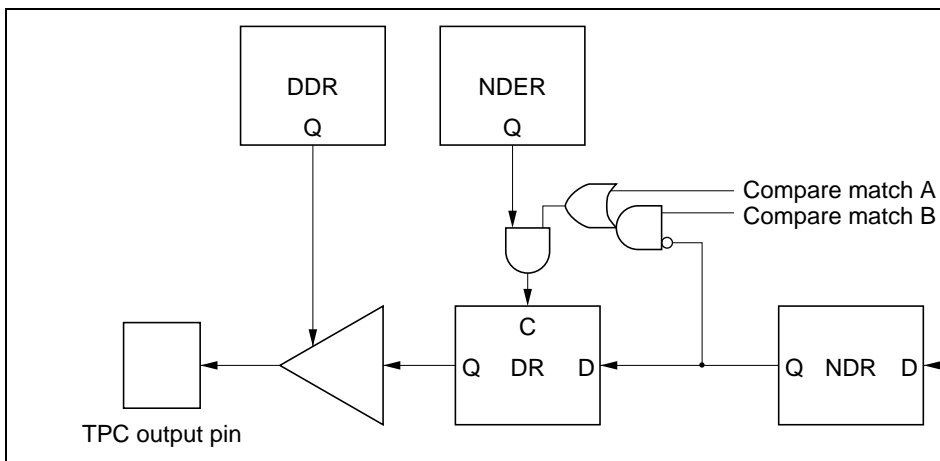 DDR
Q
NDER
Q
Compare match A
Compare match B
C
Q DR D
Q NDR D
TPC output pin